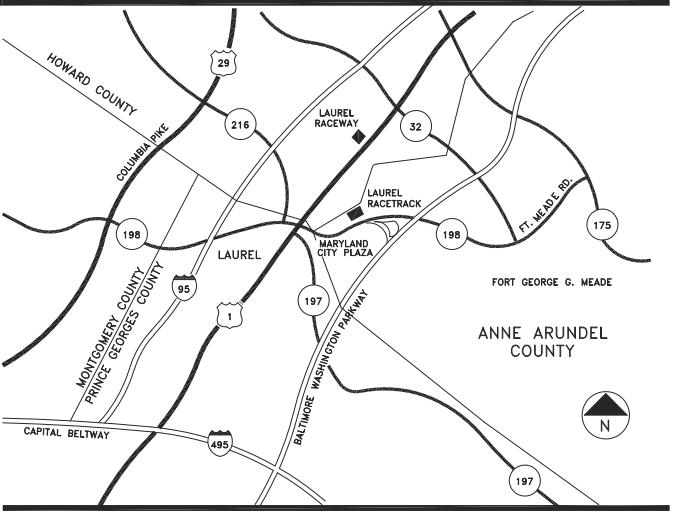 29
HOWARD COUNTY
COLUMBIA PIKE
216
LAUREL
RACEWAY
32
LAUREL
RACETRACK
FT. MEADE RD.
175
198
198
MARYLAND
CITY PLAZA
LAUREL
95
1
197
MONTGOMERY COUNTY
PRINCE GEORGES COUNTY
BALTIMORE WASHINGTON PARKWAY
FORT GEORGE G. MEADE
ANNE ARUNDEL
COUNTY
N
CAPITAL BELTWAY
495
197